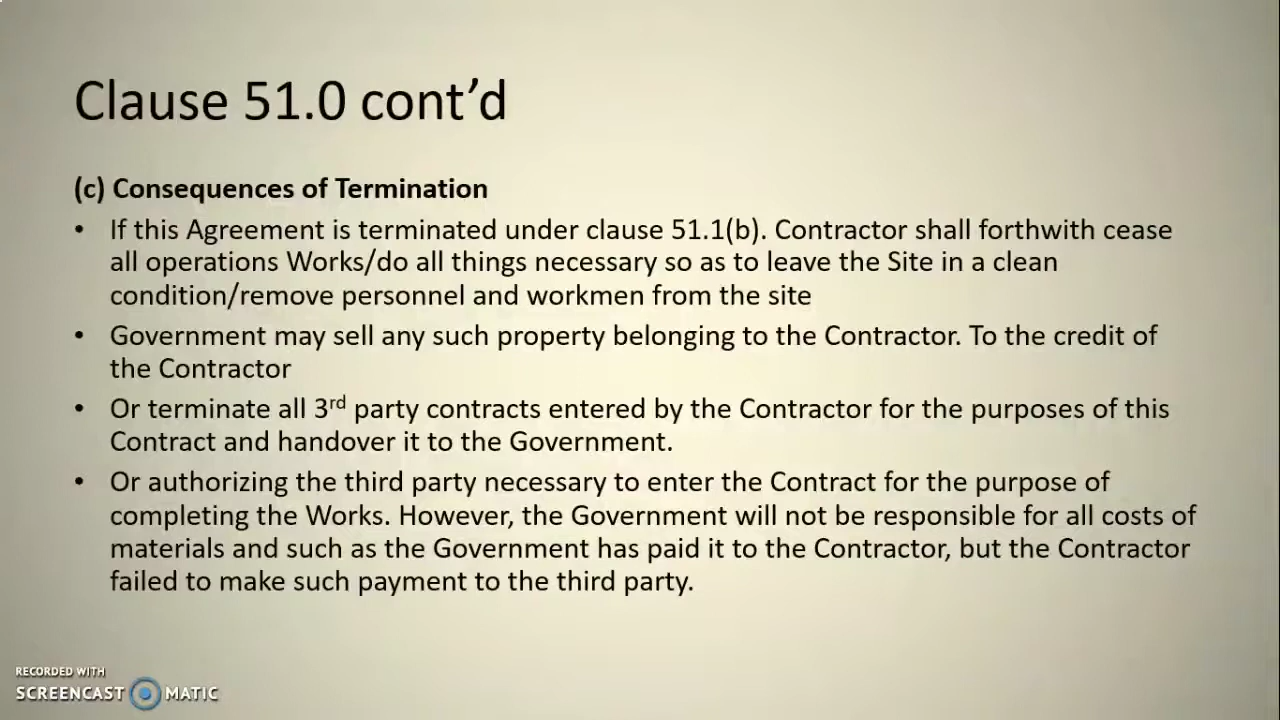 Clause 51.0 cont’d
(c) Consequences of Termination
• If this Agreement is terminated under clause 51.1(b). Contractor shall forthwith cease
all operations Works/do all things necessary so as to leave the Site in a clean
condition/remove personnel and workmen from the site
• Government may sell any such property belonging to the Contractor. To the credit of
the Contractor
• Or terminate all 3rd party contracts entered by the Contractor for the purposes of this
Contract and handover it to the Government.
• Or authorizing the third party necessary to enter the Contract for the purpose of
completing the Works. However, the Government will not be responsible for all costs of
materials and such as the Government has paid it to the Contractor, but the Contractor
failed to make such payment to the third party.
RECORDED WITH
SCREENCAST MATIC